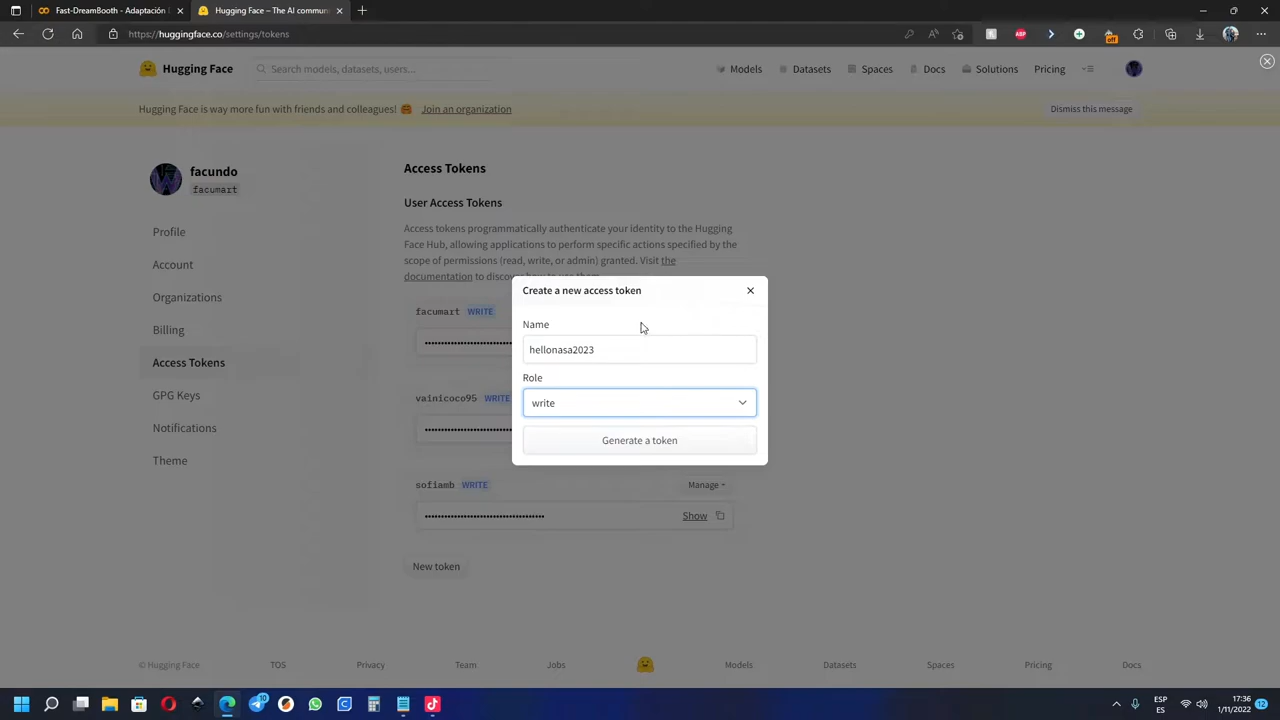 Fast-DreamBooth - Adaptación
Hugging Face – The AI commun
https://huggingface.co/settings/tokens
ABP
off
Hugging Face
Search models, datasets, users...
Models
Datasets
Spaces
Docs
Solutions
Pricing
Hugging Face is way more fun with friends and colleagues! 🤗 Join an organization
Dismiss this message
facundo
facumart
Profile
Account
Organizations
Billing
Access Tokens
GPG Keys
Notifications
Theme
Access Tokens
User Access Tokens
Access tokens programmatically authenticate your identity to the Hugging
Face Hub, allowing applications to perform specific actions specified by the
scope of permissions (read, write, or admin) granted. Visit the
documentation to discover how to use them.
facumart WRITE
vainicoco95 WRITE
sofiamb WRITE
Manage
Show
New token
Create a new access token
Name
hellonasa2023
Role
write
Generate a token
© Hugging Face
TOS
Privacy
Team
Jobs
Models
Datasets
Spaces
Pricing
Docs
10
ESP
ES
17:36
1/11/2022
12